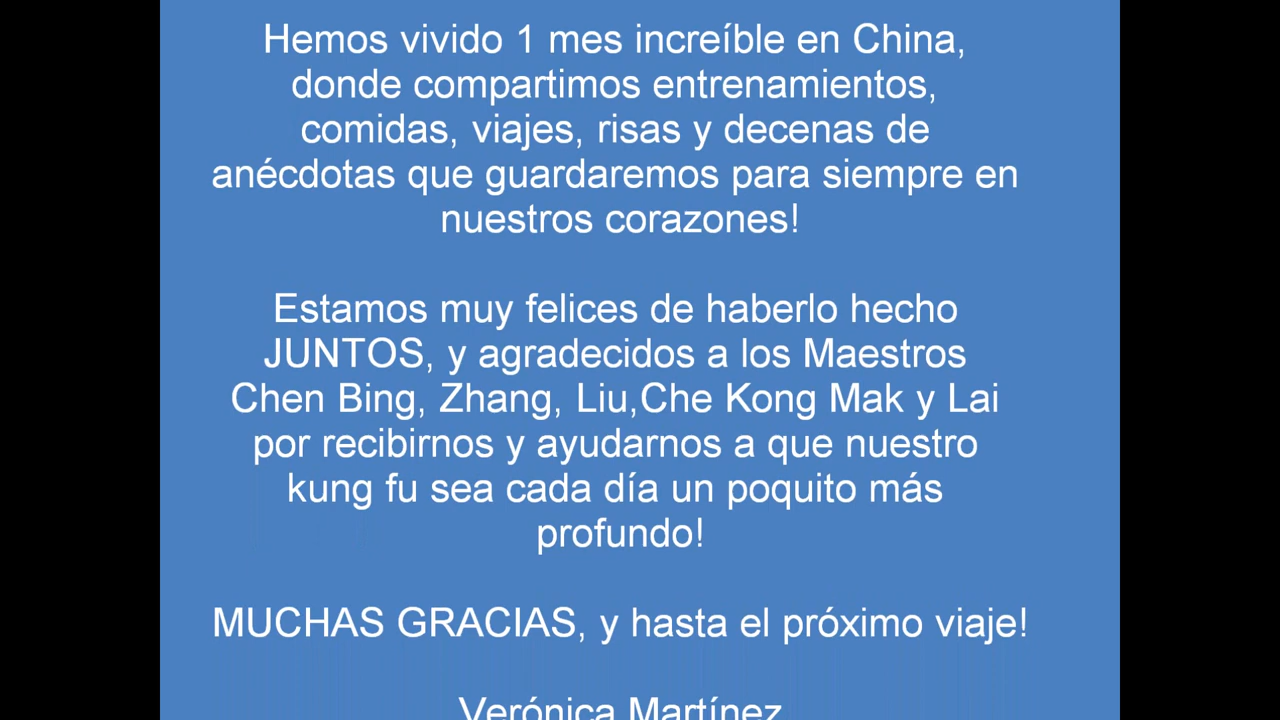 Hemos vivido 1 mes increíble en China,
donde compartimos entrenamientos,
comidas, viajes, risas y decenas de
anécdotas que guardaremos para siempre en
nuestros corazones!
Estamos muy felices de haberlo hecho
JUNTOS, y agradecidos a los Maestros
Chen Bing, Zhang, Liu,Che Kong Mak y Lai
por recibirnos y ayudarnos a que nuestro
kung fu sea cada día un poquito más
profundo!
MUCHAS GRACIAS, y hasta el próximo viaje!
Verónica Martínez